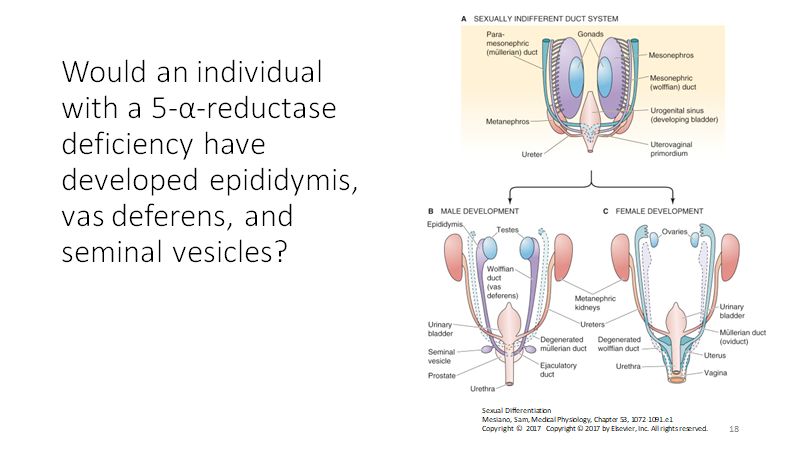 Would an individual
with a 5-α-reductase
deficiency have
developed epididymis,
vas deferens, and
seminal vesicles?
A SEXUALLY INDIFFERENT DUCT SYSTEM
Para-
mesonephric
(müllerian) duct
Gonads
Mesonephros
Mesonephric
(wolffian) duct
Metanephros
Urogenital sinus
(developing bladder)
Ureter
Uterovaginal
primordium
B MALE DEVELOPMENT
C FEMALE DEVELOPMENT
Epididymis
Testes
Wolffian
duct
(vas
deferens)
Urinary
bladder
Seminal
vesicle
Prostate
Urethra
Degenerated
müllerian duct
Ejaculatory
duct
Metanephric
kidneys
Ureters
Ovaries
Degenerated
wolffian duct
Urethra
Urinary
bladder
Müllerian duct
(oviduct)
Uterus
Vagina
Sexual Differentiation
Mesiano, Sam, Medical Physiology, Chapter 53, 1072-1091.e1
Copyright © 2017 Copyright © 2017 by Elsevier, Inc. All rights reserved.
18